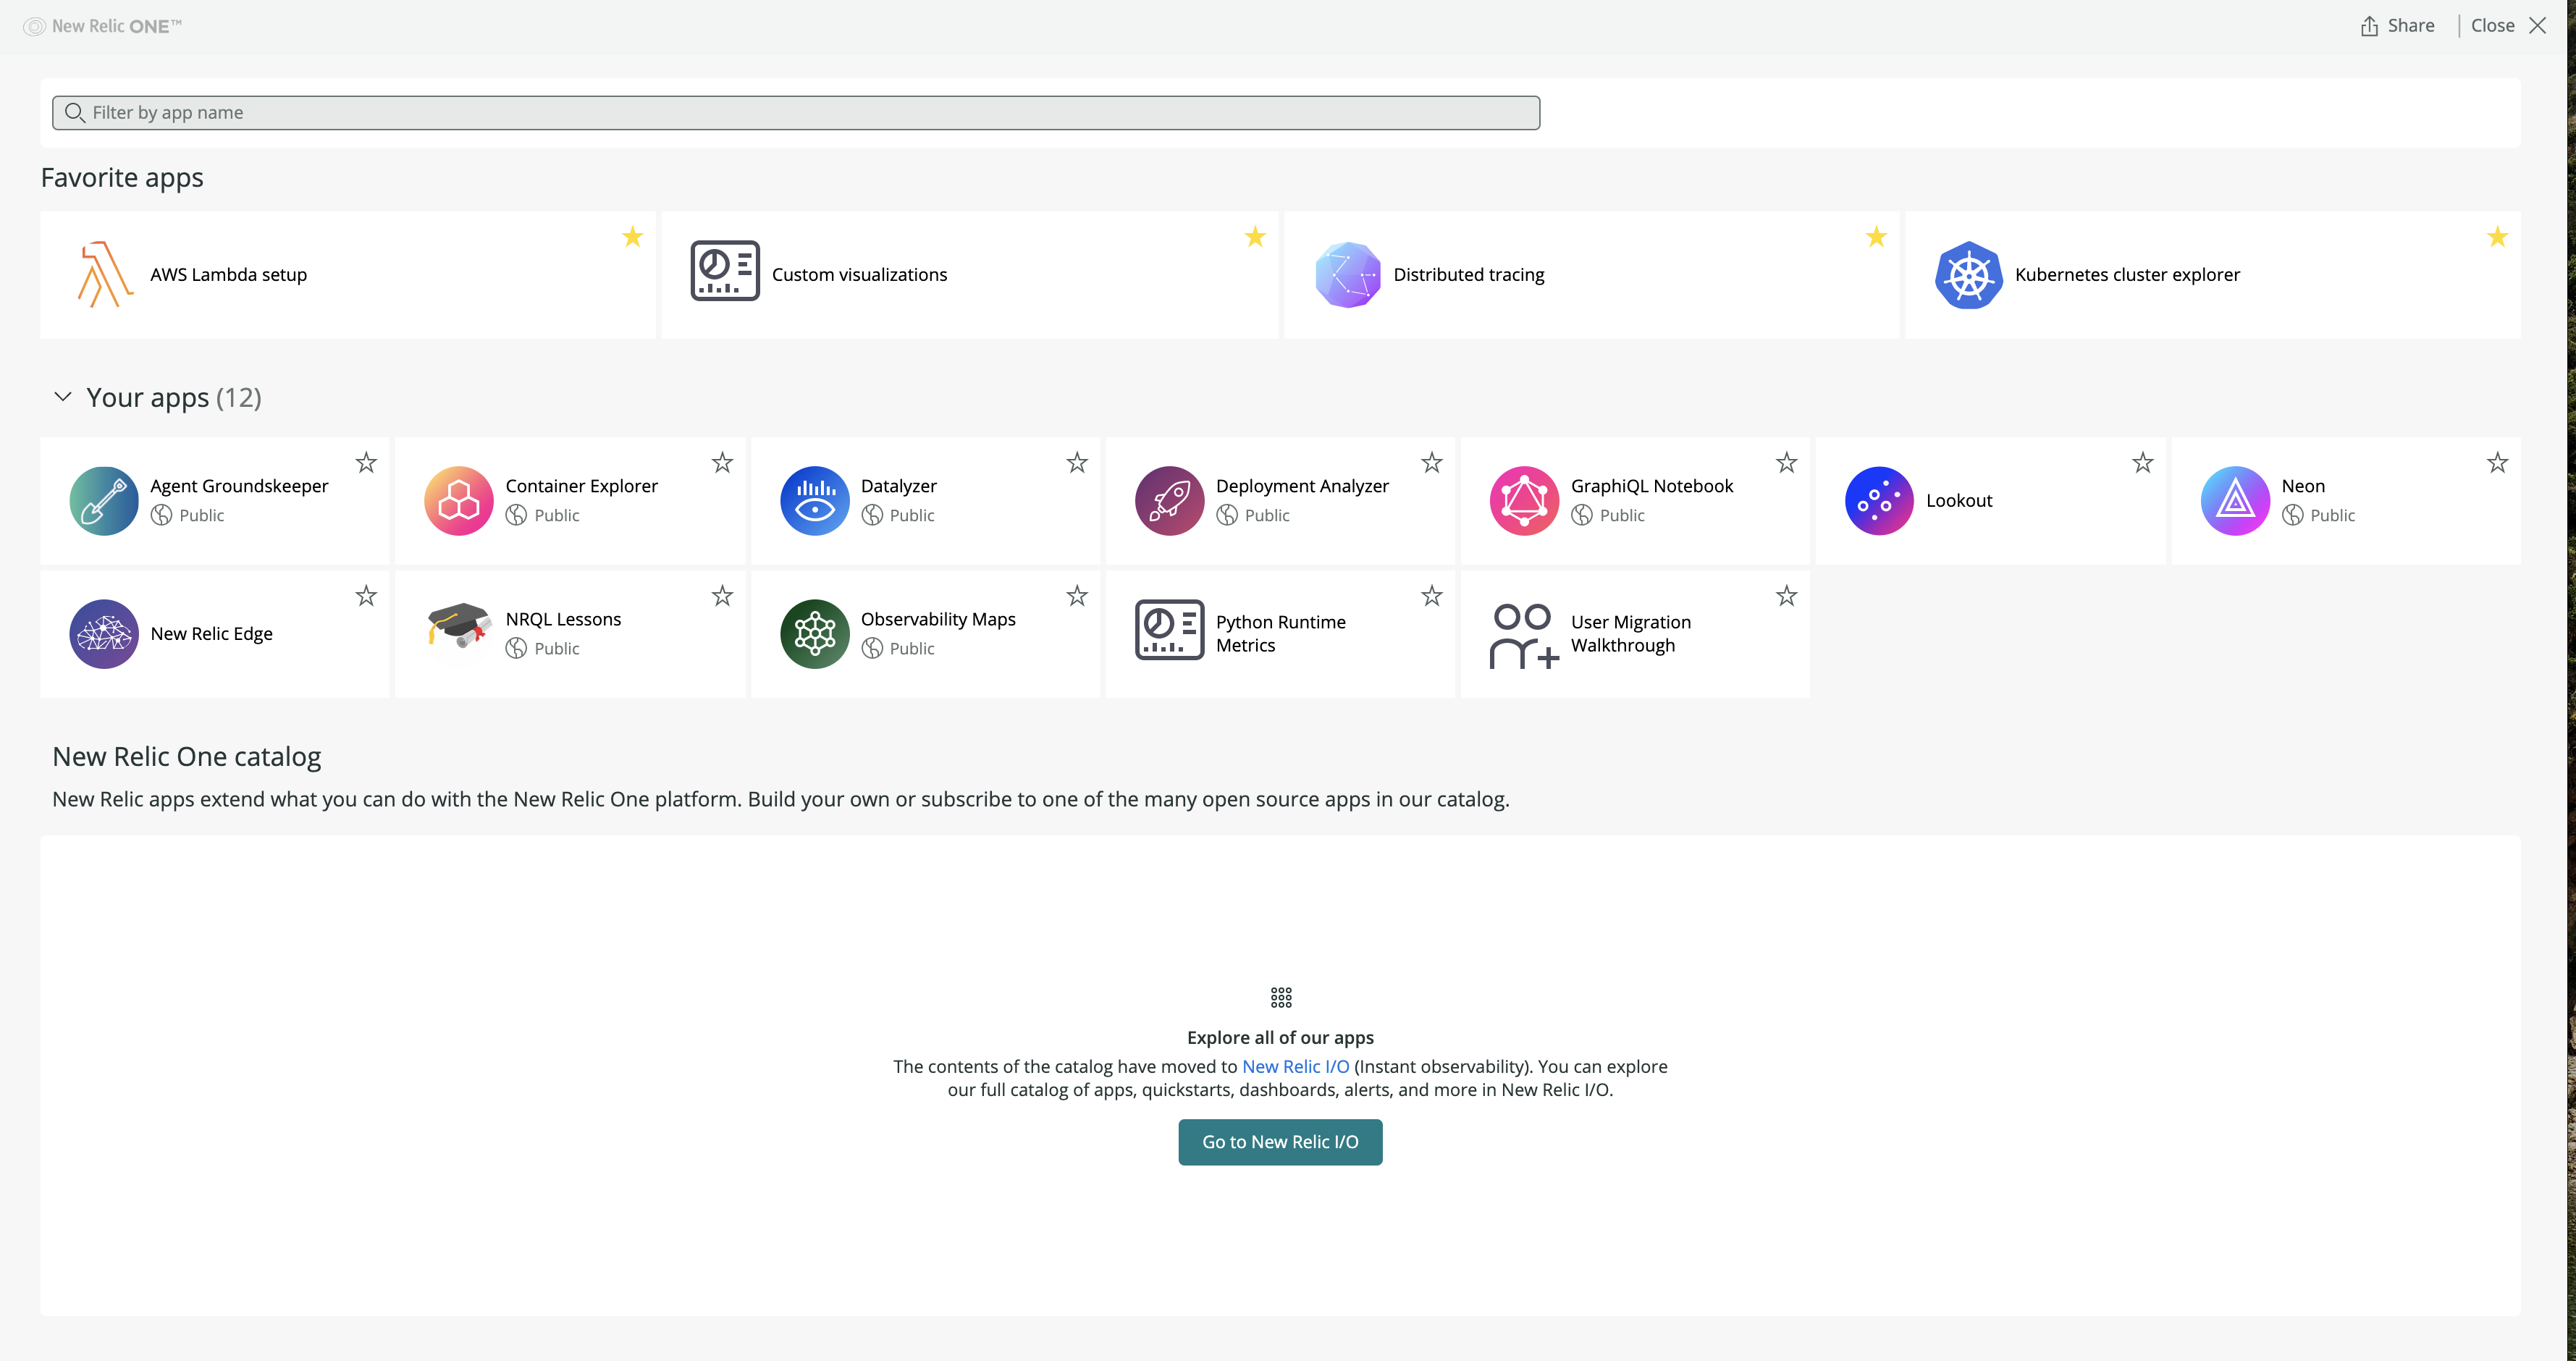 New Relic ONE™
Share
Close
Filter by app name
Favorite apps
AWS Lambda setup
Custom visualizations
Distributed tracing
Kubernetes cluster explorer
Your apps (12)
Agent Groundskeeper
Public
Container Explorer
Public
Datalyzer
Public
Deployment Analyzer
Public
GraphiQL Notebook
Public
Lookout
Neon
Public
New Relic Edge
NRQL Lessons
Public
Observability Maps
Public
Python Runtime
Metrics
User Migration
Walkthrough
New Relic One catalog
New Relic apps extend what you can do with the New Relic One platform. Build your own or subscribe to one of the many open source apps in our catalog.
Explore all of our apps
The contents of the catalog have moved to New Relic I/O (Instant observability). You can explore
our full catalog of apps, quickstarts, dashboards, alerts, and more in New Relic I/O.
Go to New Relic I/O